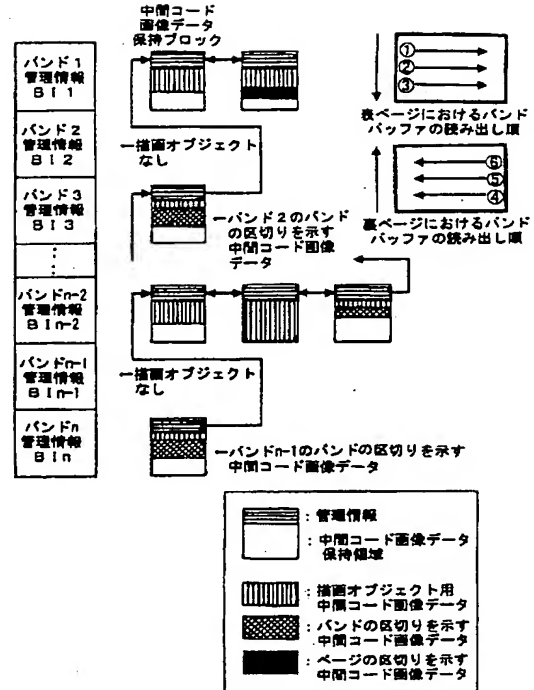 中間コード
画像データ
保持ブロック
バンド1
管理情報
BI1
バンド2
管理情報
BI2
バンド3
管理情報
BI3
バンドn-2
管理情報
BIn-2
バンドn-1
管理情報
BIn-1
バンドn
管理情報
BIn
←描画オブジェクト
なし
←バンド2のバンド
の区切りを示す
中間コード画像
データ
←描画オブジェクト
なし
←バンドn-1のバンドの区切りを示す
中間コード画像データ
①
②
③
表ページにおけるバンド
バッファの読み出し順
⑥
⑤
④
裏ページにおけるバンド
バッファの読み出し順
：管理情報
：中間コード画像データ
保持領域
：描画オブジェクト用
中間コード画像データ
：バンドの区切りを示す
中間コード画像データ
：ページの区切りを示す
中間コード画像データ